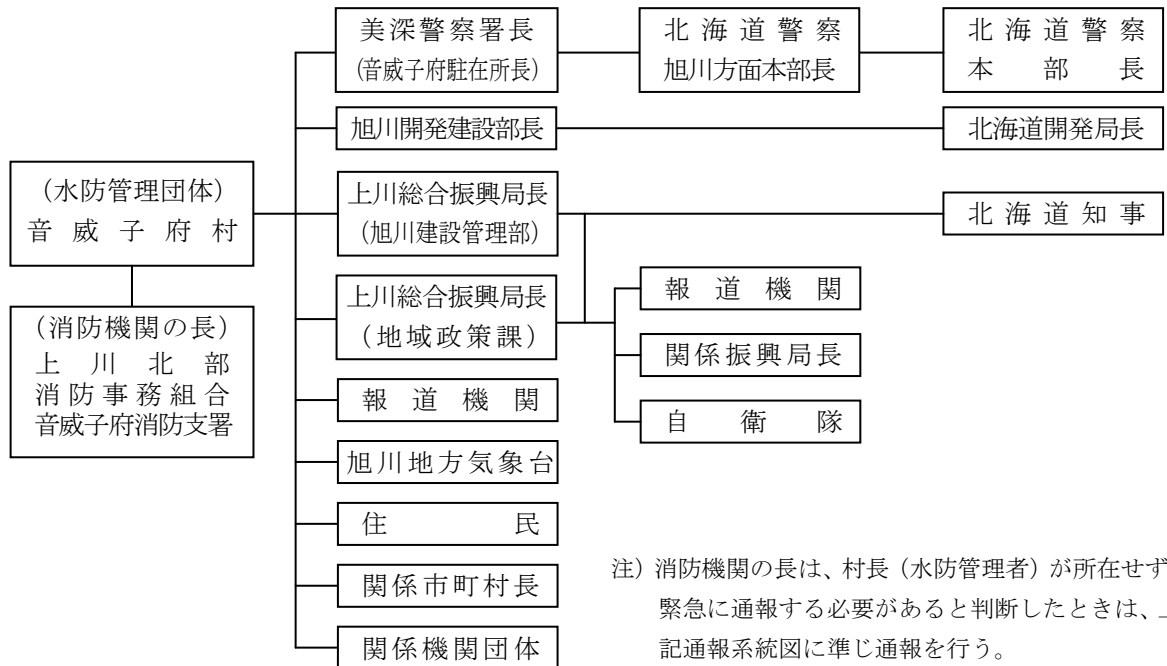 美深警察署長
(音威子府駐在所長)
北海道警察
旭川方面本部長
北海道警察
本部長
旭川開発建設部長
北海道開発局長
(水防管理団体)
音威子府村
上川総合振興局長
(旭川建設管理部)
北海道知事
(消防機関の長)
上川北部
消防事務組合
音威子府消防支署
上川総合振興局長
(地域政策課)
報道機関
関係振興局長
自衛隊
報道機関
旭川地方気象台
住民
関係市町村長
関係機関団体
注)消防機関の長は、村長(水防管理者)が所在せず
緊急に通報する必要があると判断したときは、
記通報系統図に準じ通報を行う。